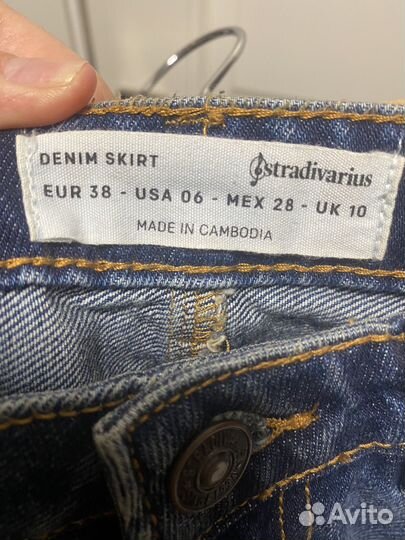 DENIM SKIRT
stradivarius
EUR 38 - USA 06 - MEX 28 - UK 10
MADE IN CAMBODIA
Avito